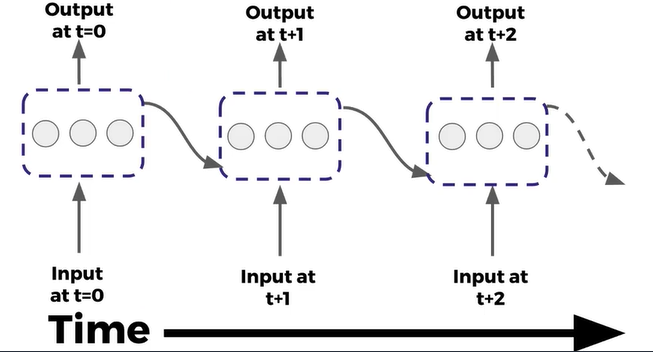 Output
at t=0
Output
at t+1
Output
at t+2
Input
at t=0
Input at
t+1
Input at
t+2
Time